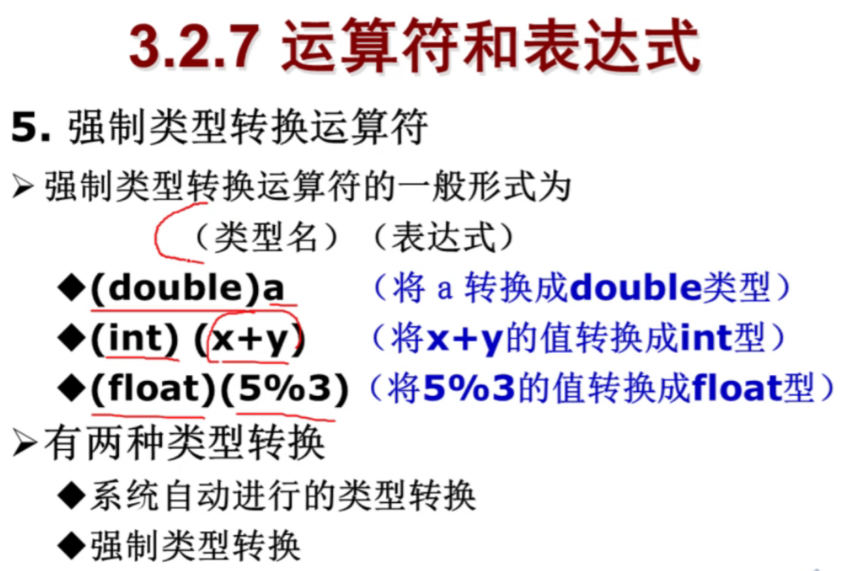 3.2.7 运算符和表达式
5. 强制类型转换运算符
➢强制类型转换运算符的一般形式为
（类型名）（表达式）
◆(double)a （将 a 转换成double类型）
◆(int) (x+y) （将x+y的值转换成int型）
◆(float)(5%3)（将5%3的值转换成float型）
➢有两种类型转换
◆系统自动进行的类型转换
◆强制类型转换